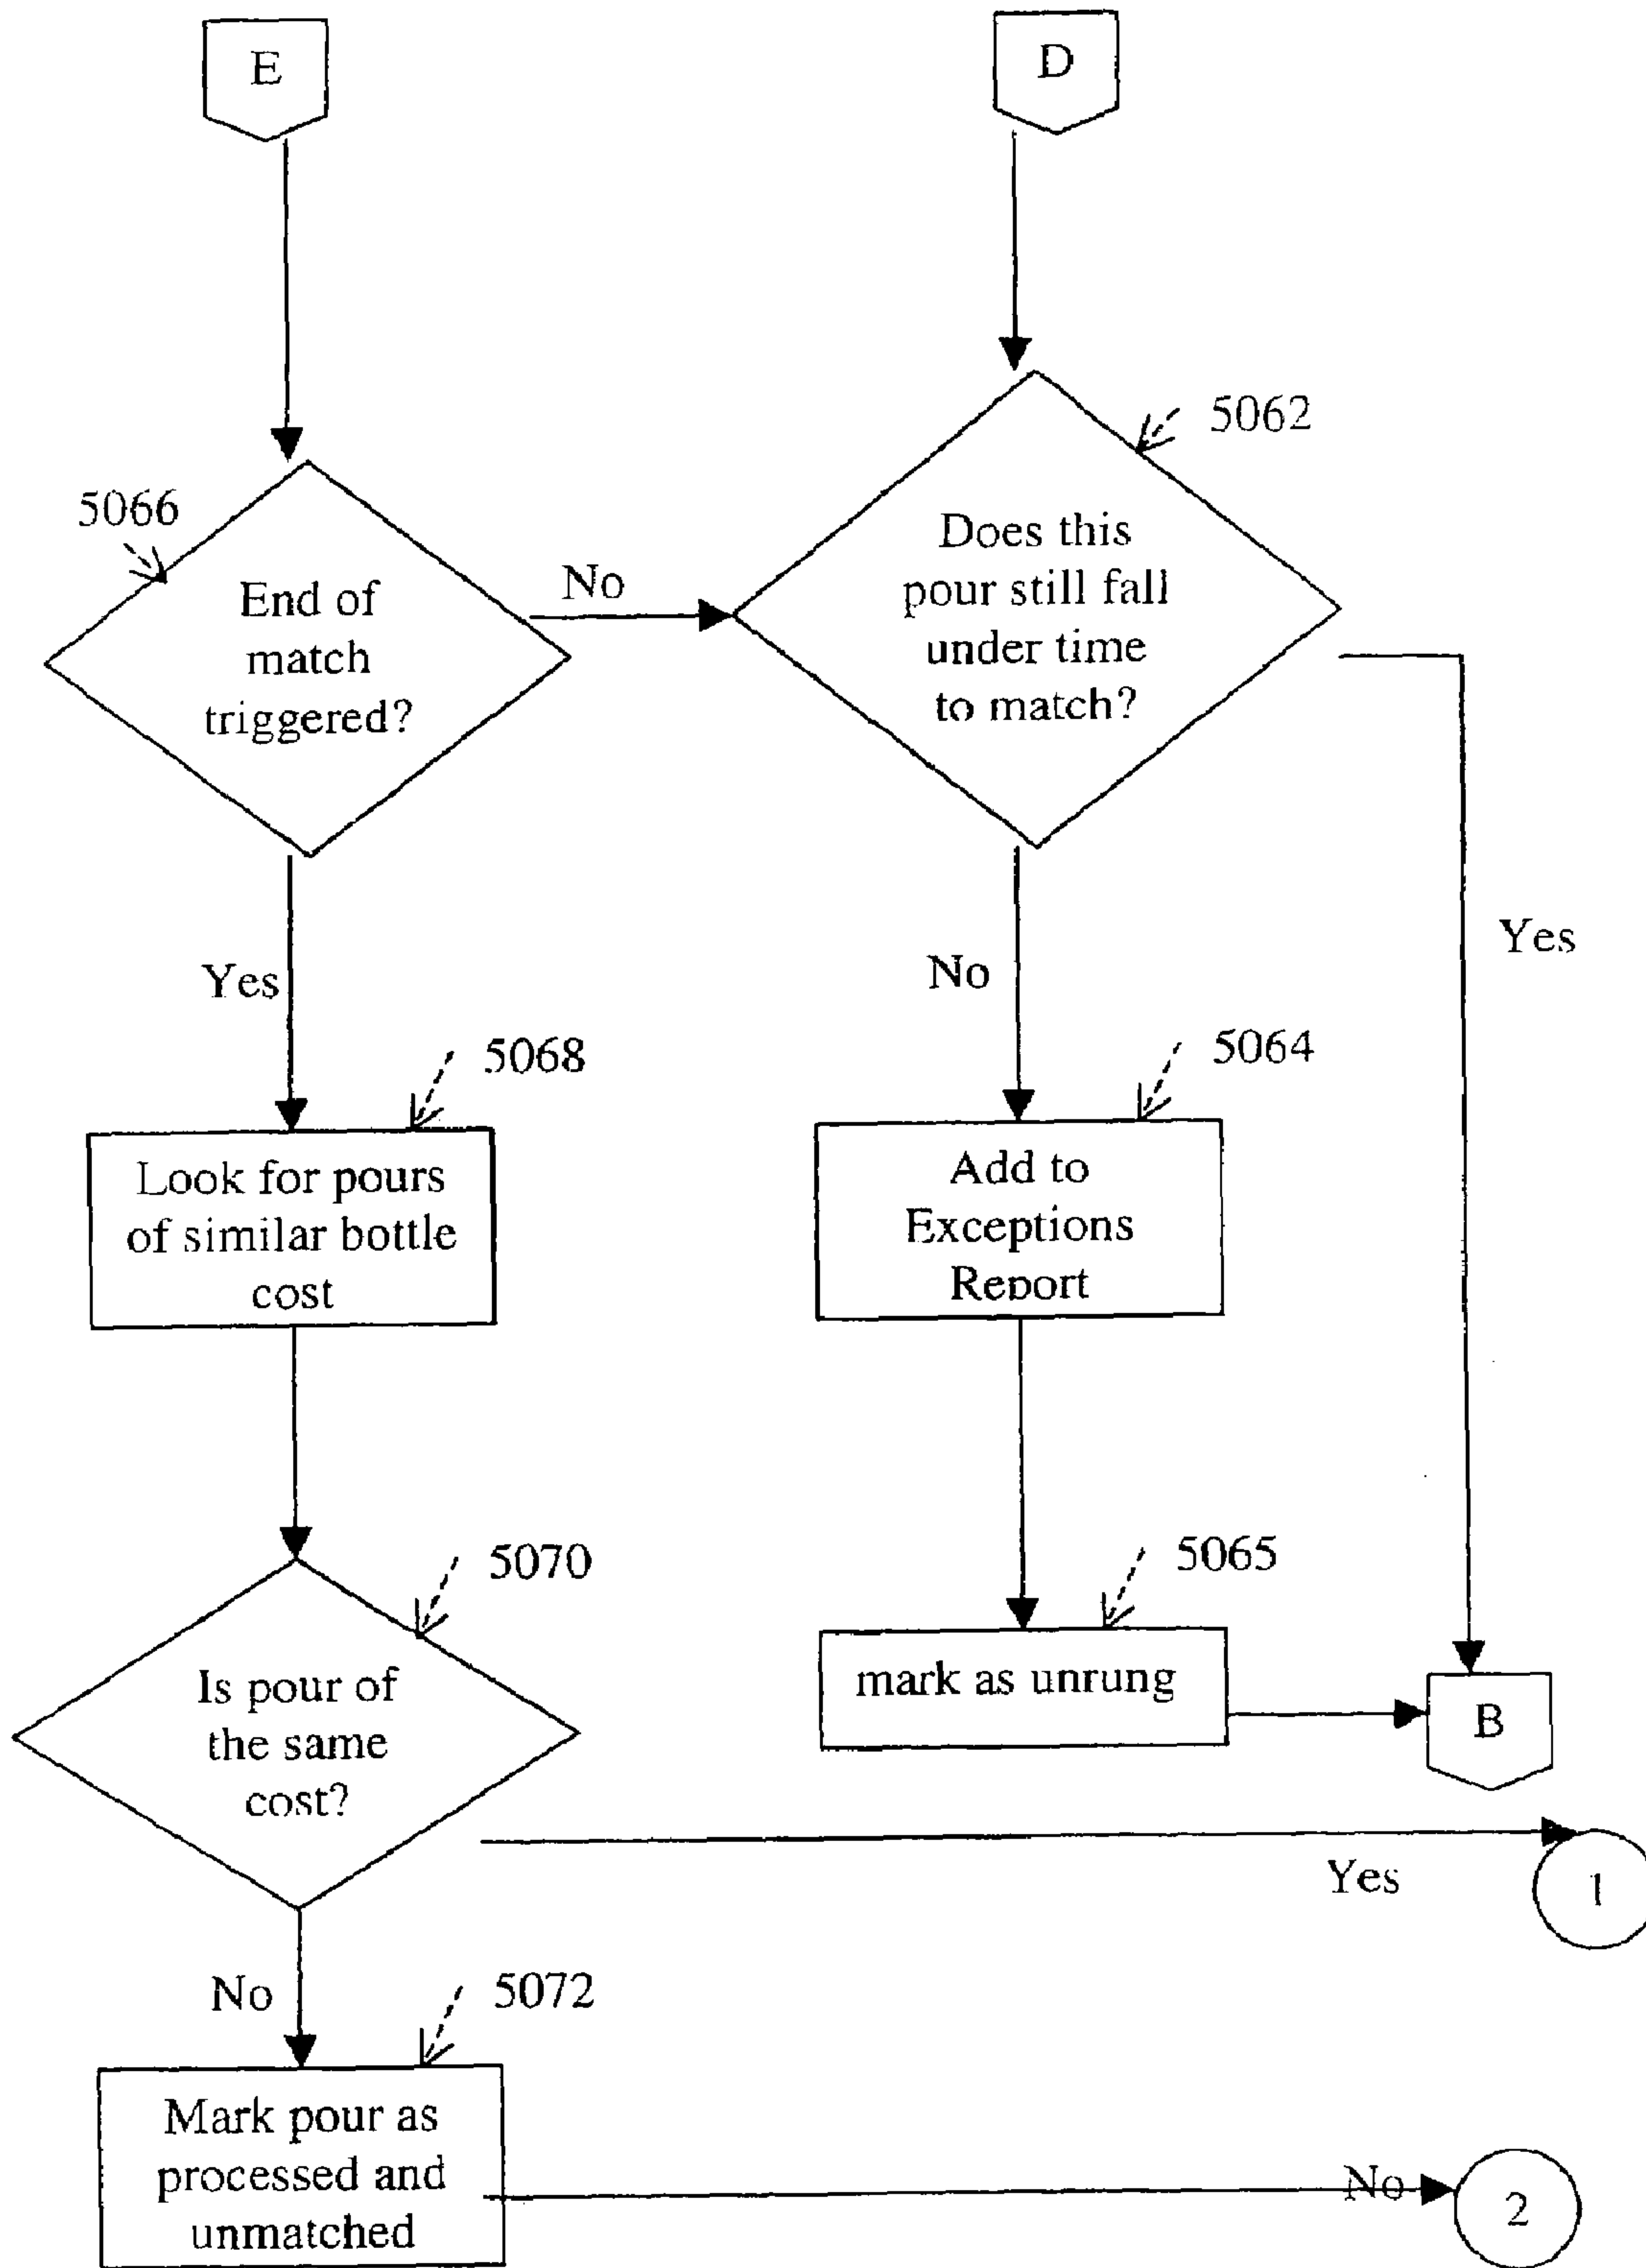 E
D
5062
5066
Does this
pour still fall
under time
to match?
No
End of
match
triggered?
Yes
Yes
No
5068
5064
Look for pours
of similar bottle
cost
Add to
Exceptions
Report
5070
5065
Is pour of
the same
cost?
mark as unrung
B
Yes
1
No
5072
Mark pour as
processed and
unmatched
No
2